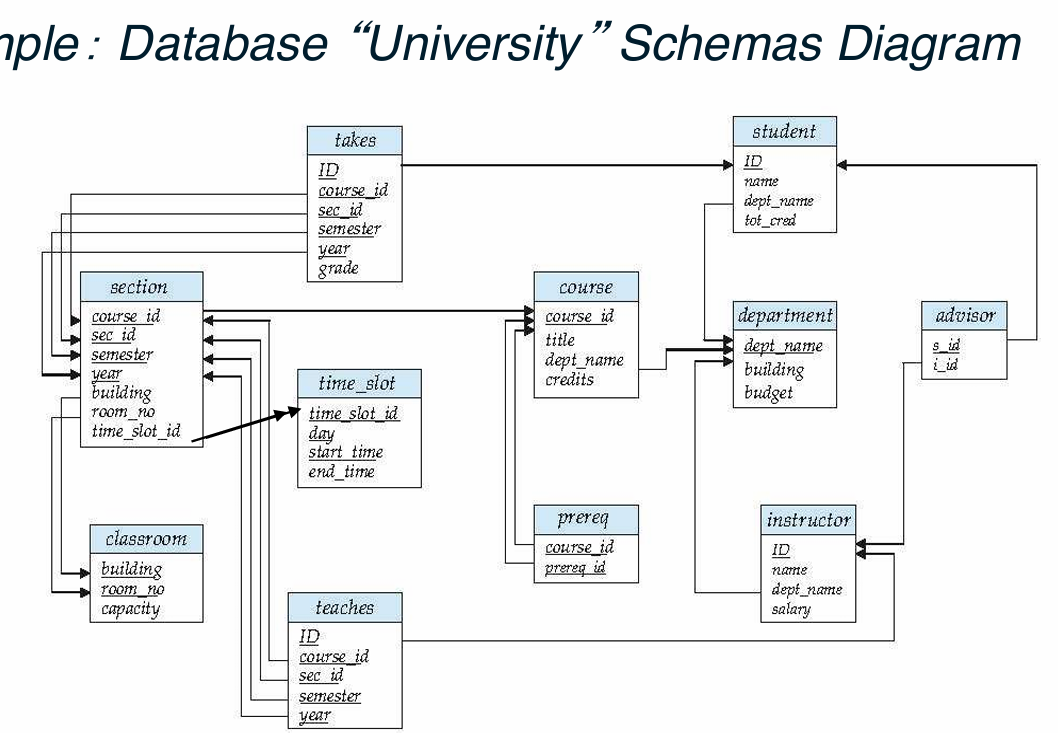 mple: Database “University” Schemas Diagram
takes
ID
course_id
sec_id
semester
year
grade
student
ID
name
dept_name
tot_cred
section
course_id
sec_id
semester
year
building
room_no
time_slot_id
course
course_id
title
dept_name
credits
department
dept_name
building
budget
advisor
s_id
i_id
time_slot
time_slot_id
day
start_time
end_time
prereq
course_id
prereq_id
instructor
ID
name
dept_name
salary
classroom
building
room_no
capacity
teaches
ID
course_id
sec_id
semester
year